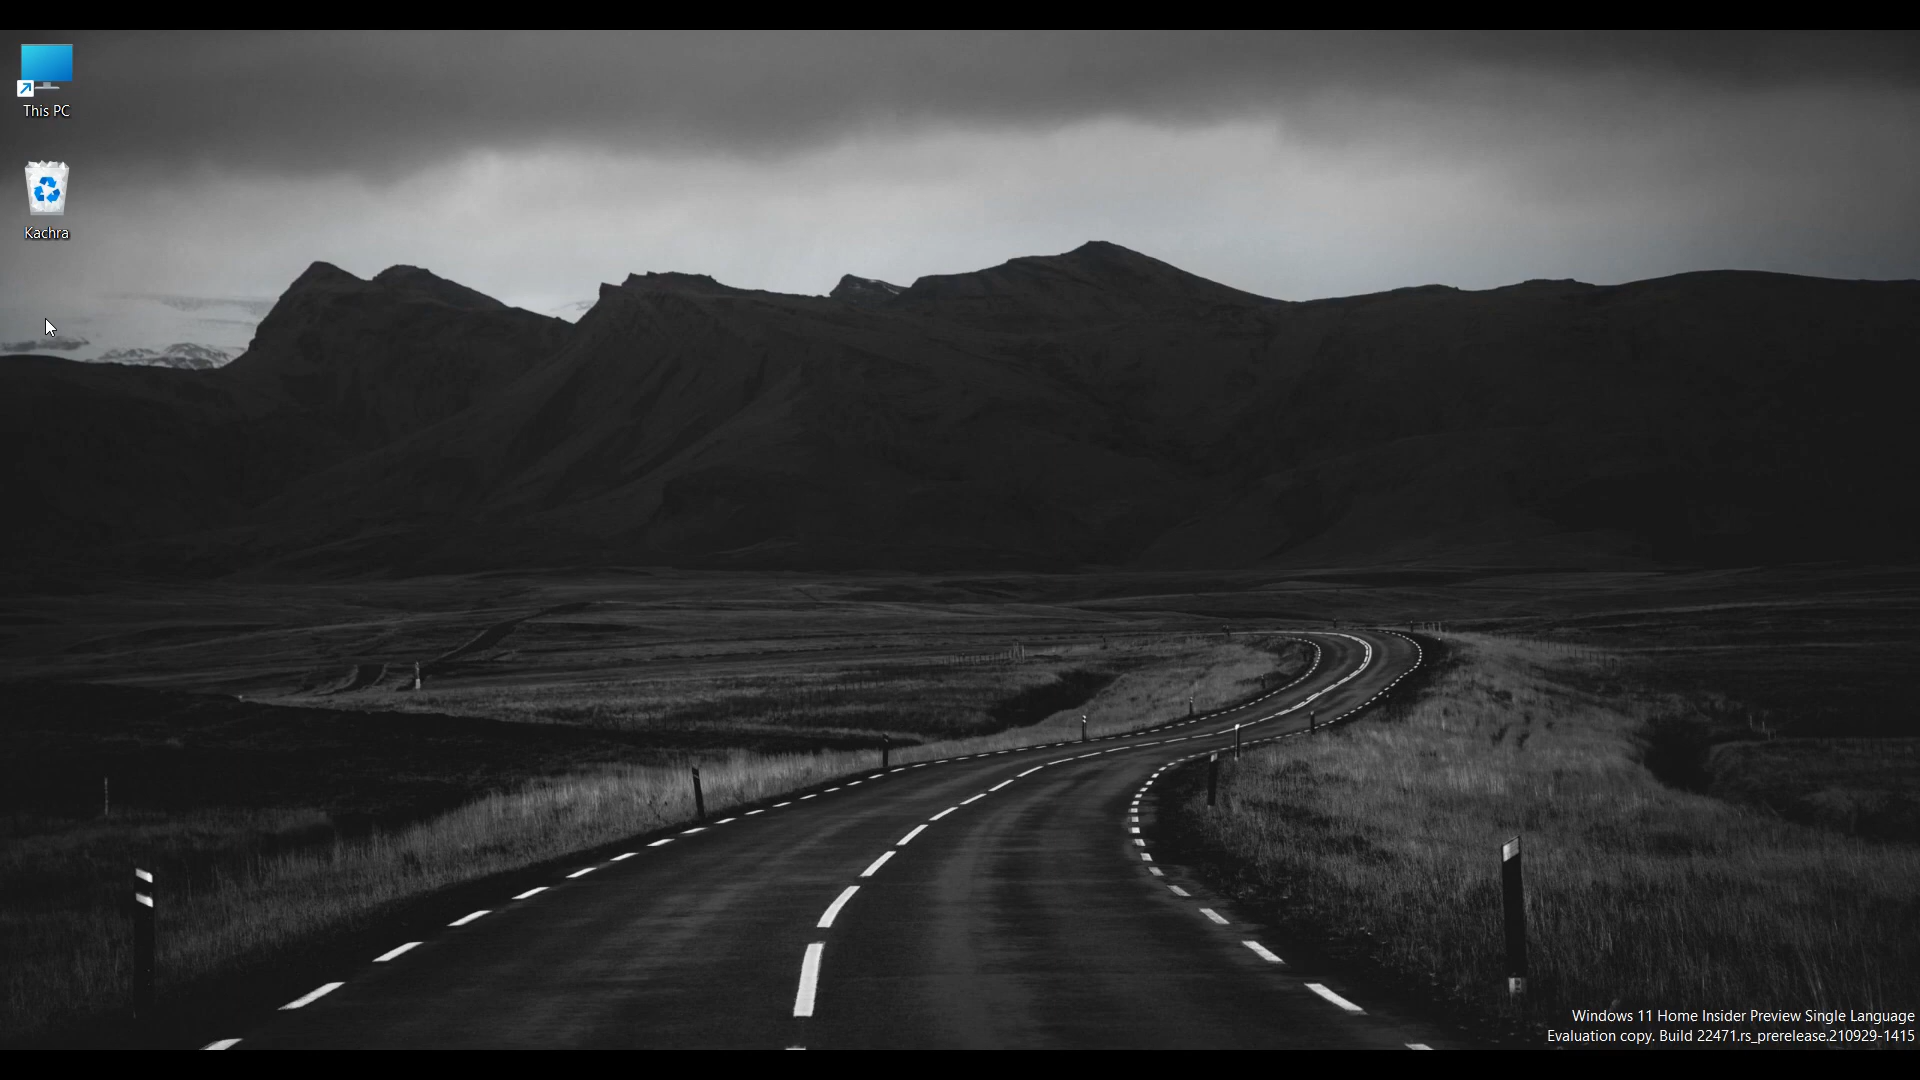 This PC
Kachra
Windows 11 Home Insider Preview Single Language
Evaluation copy. Build 22471.rs_prerelease.210929-1415